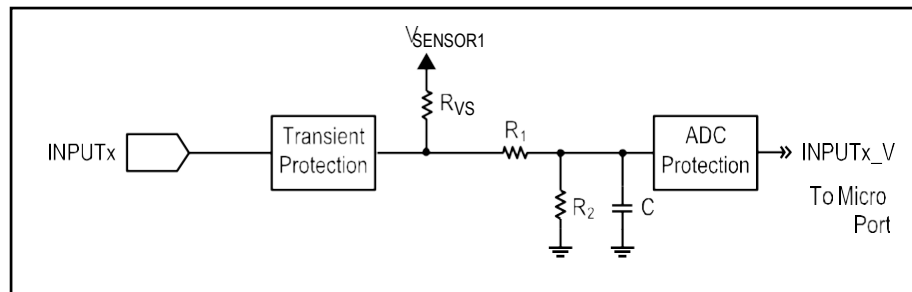 VSENSOR1
RVS
INPUTx
Transient
Protection
R1
R2
C
ADC
Protection
INPUTx_V
To Micro
Port